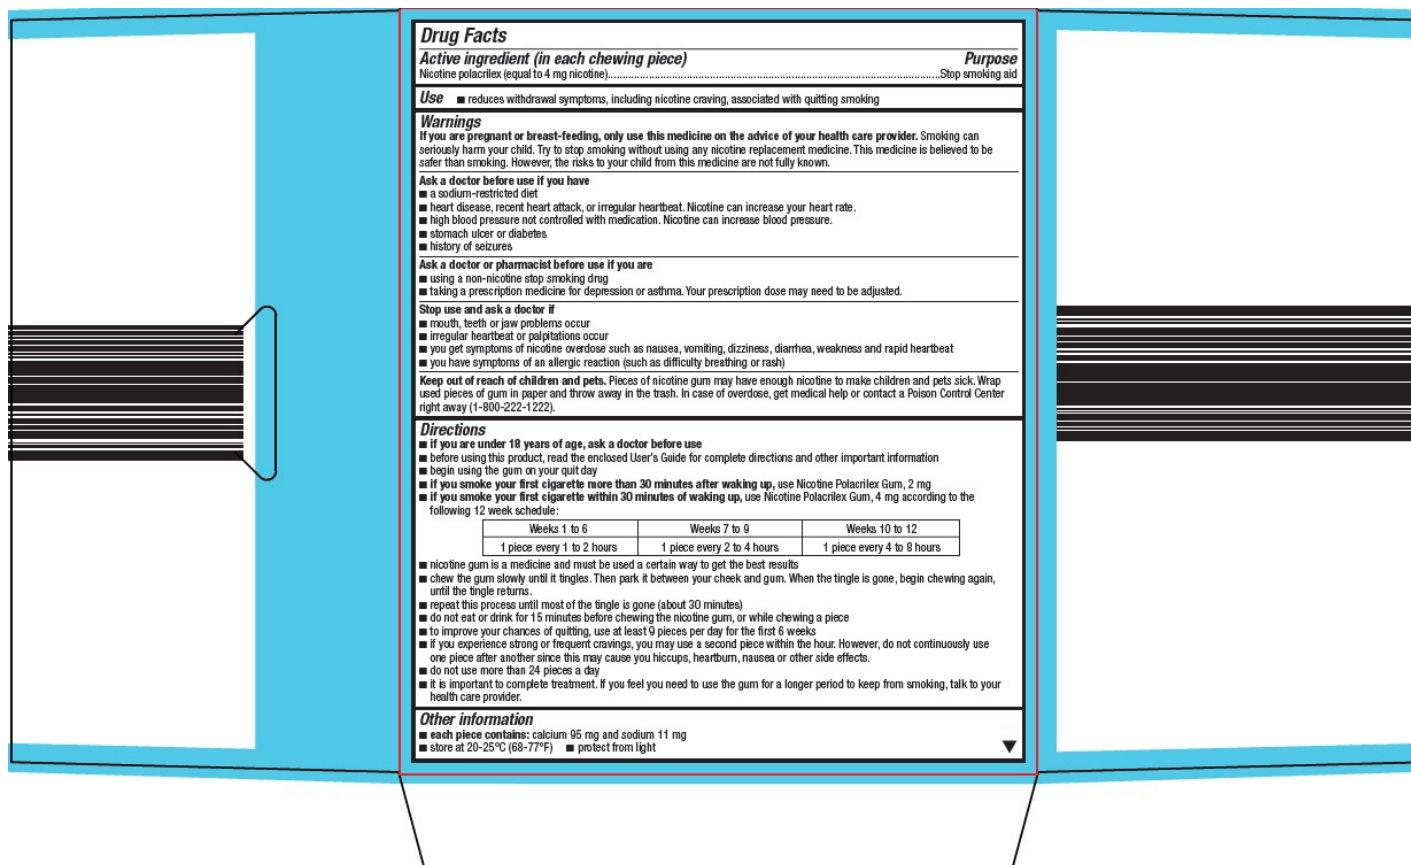 Drug Facts
Active ingredient (in each chewing piece) Purpose
Nicotine polacrilex (equal to 4 mg nicotine)..........................................................................................................................Stop smoking aid
Use ■ reduces withdrawal symptoms, including nicotine craving, associated with quitting smoking
Warnings
If you are pregnant or breast-feeding, only use this medicine on the advice of your health care provider. Smoking can
seriously harm your child. Try to stop smoking without using any nicotine replacement medicine. This medicine is believed to be
safer than smoking. However, the risks to your child from this medicine are not fully known.
Ask a doctor before use if you have
■ a sodium-restricted diet
■ heart disease, recent heart attack, or irregular heartbeat. Nicotine can increase your heart rate.
■ high blood pressure not controlled with medication. Nicotine can increase blood pressure.
■ stomach ulcer or diabetes
■ history of seizures
Ask a doctor or pharmacist before use if you are
■ using a non-nicotine stop smoking drug
■ taking a prescription medicine for depression or asthma. Your prescription dose may need to be adjusted.
Stop use and ask a doctor if
■ mouth, teeth or jaw problems occur
■ irregular heartbeat or palpitations occur
■ you get symptoms of nicotine overdose such as nausea, vomiting, dizziness, diarrhea, weakness and rapid heartbeat
■ you have symptoms of an allergic reaction (such as difficulty breathing or rash)
Keep out of reach of children and pets. Pieces of nicotine gum may have enough nicotine to make children and pets sick. Wrap
used pieces of gum in paper and throw away in the trash. In case of overdose, get medical help or contact a Poison Control Center
right away (1-800-222-1222).
Directions
■ if you are under 18 years of age, ask a doctor before use
■ before using this product, read the enclosed User's Guide for complete directions and other important information
■ begin using the gum on your quit day
■ if you smoke your first cigarette more than 30 minutes after waking up, use Nicotine Polacrilex Gum, 2 mg
■ if you smoke your first cigarette within 30 minutes of waking up, use Nicotine Polacrilex Gum, 4 mg according to the
following 12 week schedule:
Weeks 1 to 6 Weeks 7 to 9 Weeks 10 to 12
1 piece every 1 to 2 hours 1 piece every 2 to 4 hours 1 piece every 4 to 8 hours
■ nicotine gum is a medicine and must be used a certain way to get the best results
■ chew the gum slowly until it tingles. Then park it between your cheek and gum. When the tingle is gone, begin chewing again,
until the tingle returns.
■ repeat this process until most of the tingle is gone (about 30 minutes)
■ do not eat or drink for 15 minutes before chewing the nicotine gum, or while chewing a piece
■ to improve your chances of quitting, use at least 9 pieces per day for the first 6 weeks
■ if you experience strong or frequent cravings, you may use a second piece within the hour. However, do not continuously use
one piece after another since this may cause you hiccups, heartburn, nausea or other side effects.
■ do not use more than 24 pieces a day
■ it is important to complete treatment. If you feel you need to use the gum for a longer period to keep from smoking, talk to your
health care provider.
Other information
■ each piece contains: calcium 95 mg and sodium 11 mg
■ store at 20-25°C (68-77°F) ■ protect from light